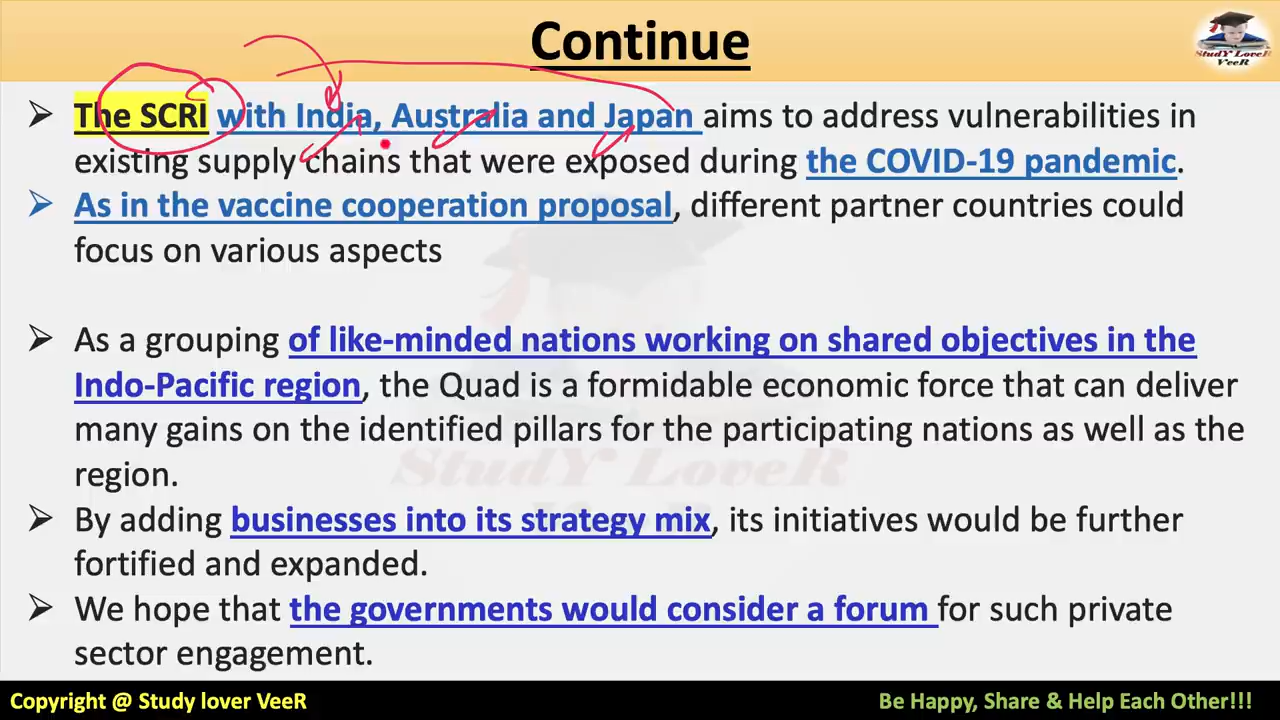 Continue
StudY LoveR
VeeR
➢ The SCRI with India, Australia and Japan aims to address vulnerabilities in
existing supply chains that were exposed during the COVID-19 pandemic.
➢ As in the vaccine cooperation proposal, different partner countries could
focus on various aspects
➢ As a grouping of like-minded nations working on shared objectives in the
Indo-Pacific region, the Quad is a formidable economic force that can deliver
many gains on the identified pillars for the participating nations as well as the
region.
StudY LoveR
➢ By adding businesses into its strategy mix, its initiatives would be further
fortified and expanded.
➢ We hope that the governments would consider a forum for such private
sector engagement.
Copyright @ Study lover VeeR
Be Happy, Share & Help Each Other!!!